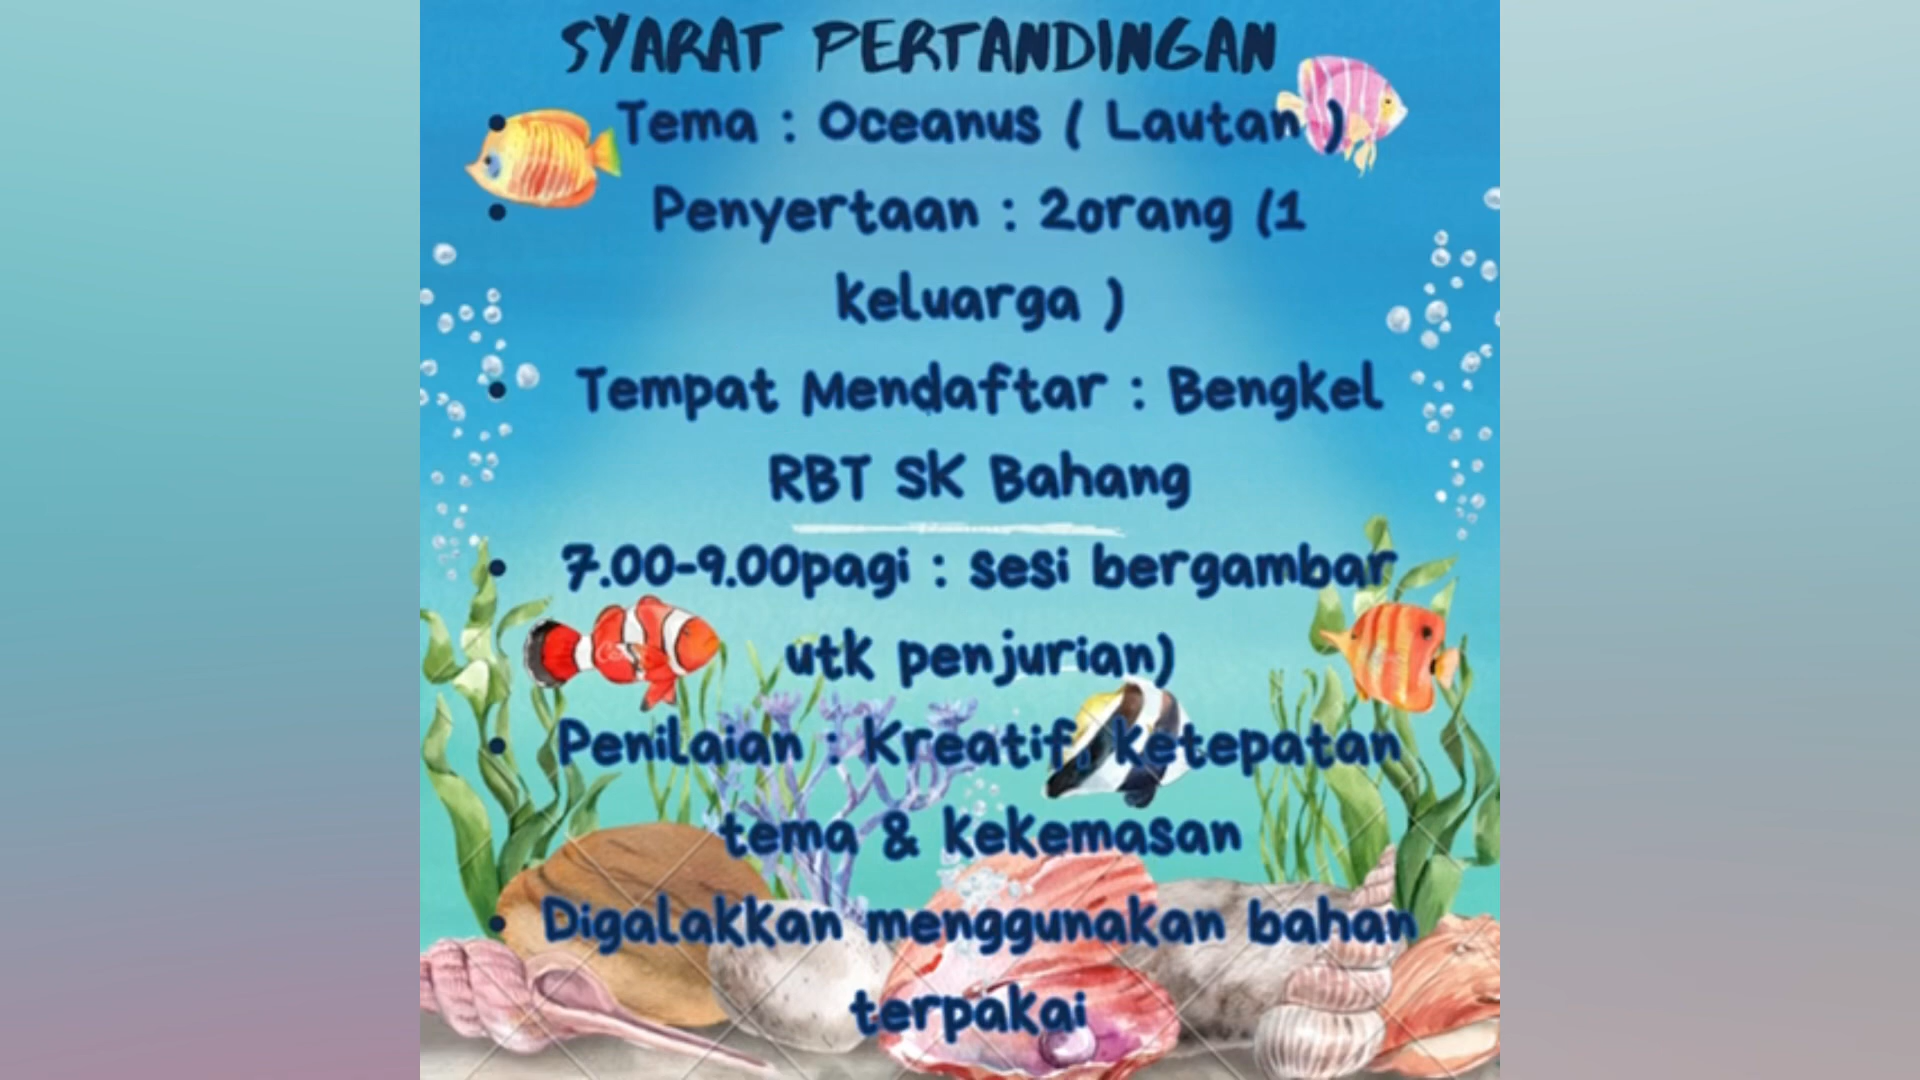 SYARAT PERTANDINGAN
• Tema : Oceanus ( Lautan )
• Penyertaan : 2orang (1
keluarga )
• Tempat Mendaftar : Bengkel
RBT SK Bahang
• 7.00-9.00pagi : sesi bergambar
utk penjurian)
• Penilaian : Kreatif, ketepatan
tema & kekemasan
• Digalakkan menggunakan bahan
terpakai